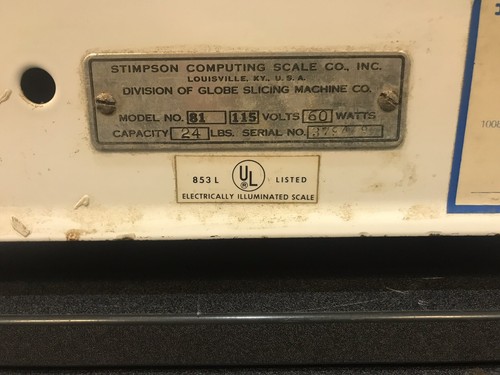 STIMPSON COMPUTING SCALE CO., INC.
LOUISVILLE, KY., U.S.A.
DIVISION OF GLOBE SLICING MACHINE CO.
MODEL NO. 81 115 VOLTS 60 WATTS
CAPACITY 24 LBS. SERIAL NO.
853 L UL ® LISTED
ELECTRICALLY ILLUMINATED SCALE